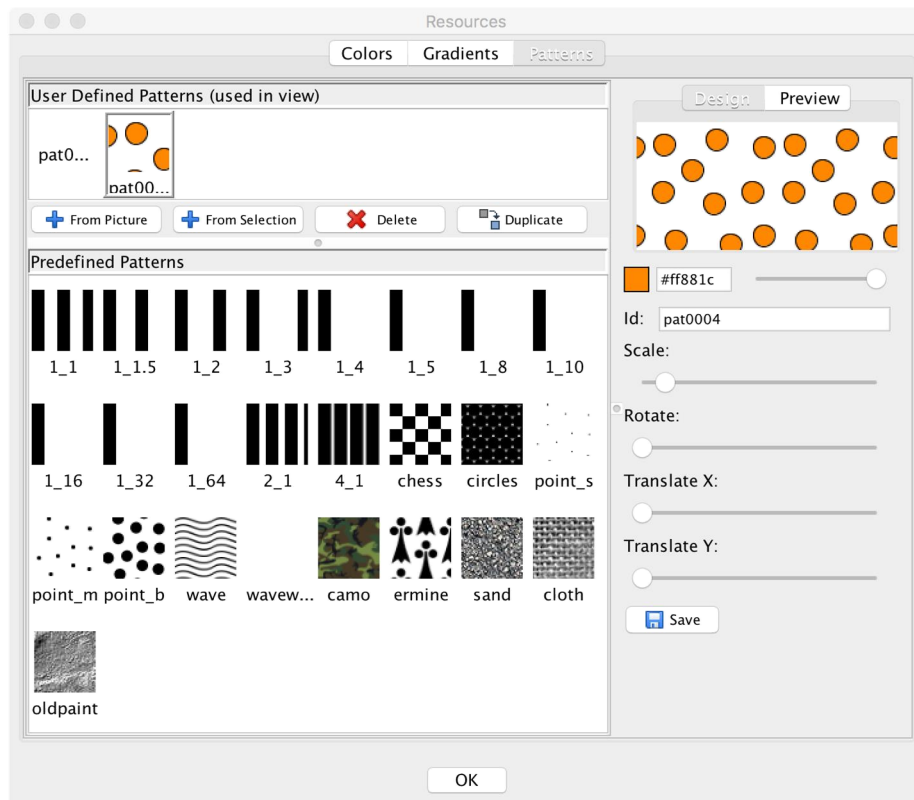 Resources
Colors Gradients Patterns
User Defined Patterns (used in view)
pat0... pat00...
From Picture From Selection Delete Duplicate
Predefined Patterns
1_1 1_1.5 1_2 1_3 1_4 1_5 1_8 1_10
1_16 1_32 1_64 2_1 4_1 chess circles point_s
point_m point_b wave wavew... camo ermine sand cloth
oldpaint
Design Preview
#ff881c
Id: pat0004
Scale:
Rotate:
Translate X:
Translate Y:
Save
OK